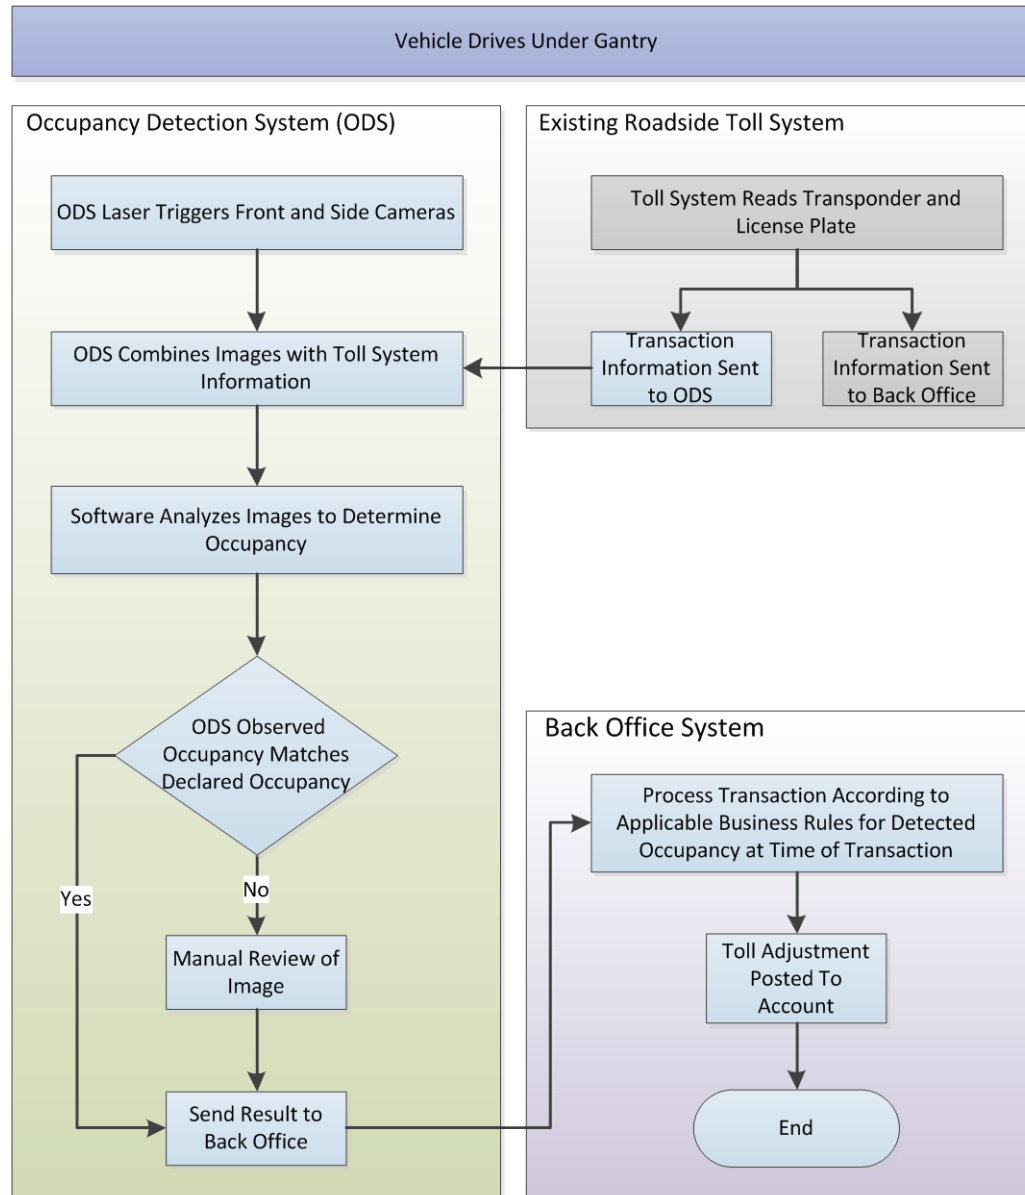 Vehicle Drives Under Gantry
Occupancy Detection System (ODS)
ODS Laser Triggers Front and Side Cameras
ODS Combines Images with Toll System
Information
Software Analyzes Images to Determine
Occupancy
ODS Observed
Occupancy Matches
Declared Occupancy
Yes
No
Manual Review of
Image
Send Result to
Back Office
Existing Roadside Toll System
Toll System Reads Transponder and
License Plate
Transaction
Information Sent
to ODS
Transaction
Information Sent
to Back Office
Back Office System
Process Transaction According to
Applicable Business Rules for Detected
Occupancy at Time of Transaction
Toll Adjustment
Posted To
Account
End